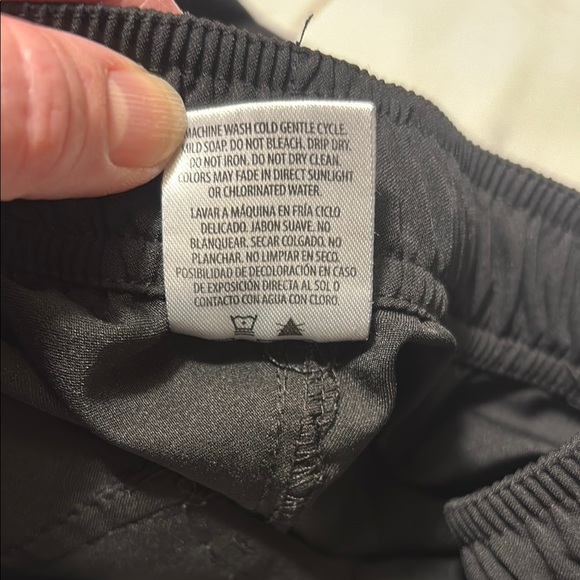 MACHINE WASH COLD GENTLE CYCLE.
MILD SOAP. DO NOT BLEACH. DRIP DRY.
DO NOT IRON. DO NOT DRY CLEAN.
COLORS MAY FADE IN DIRECT SUNLIGHT
OR CHLORINATED WATER.
LAVAR A MÁQUINA EN FRÍA CICLO
DELICADO. JABON SUAVE. NO
BLANQUEAR. SECAR COLGADO. NO
PLANCHAR. NO LIMPIAR EN SECO.
POSIBILIDAD DE DECOLORACIÓN EN CASO
DE EXPOSICIÓN DIRECTA AL SOL O
CONTACTO CON AGUA CON CLORO.